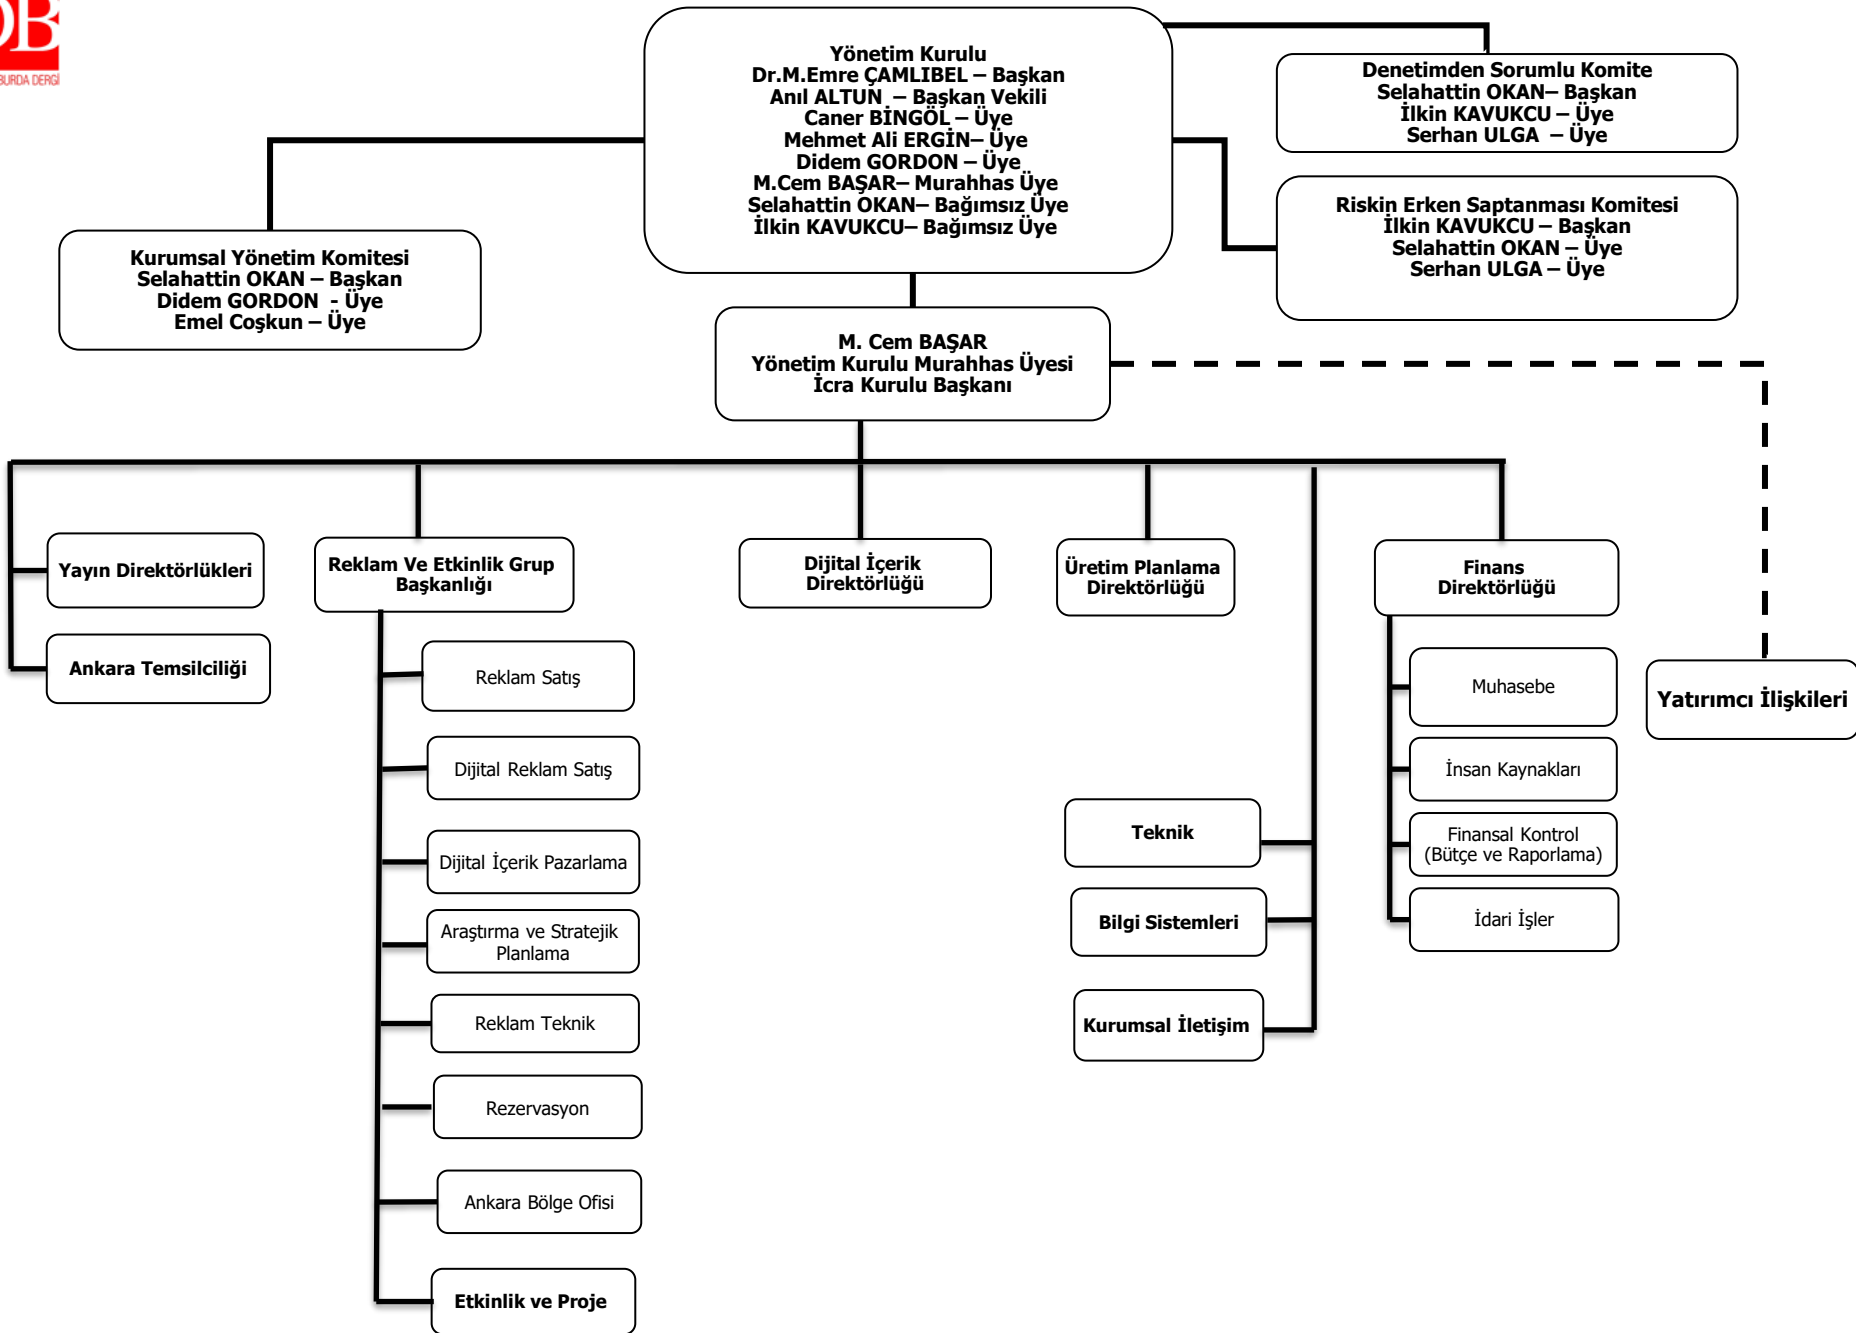 DB
BURDA DERGİ
Yönetim Kurulu
Dr.M.Emre ÇAMLIBEL – Başkan
Anıl ALTUN – Başkan Vekili
Caner BİNGÖL – Üye
Mehmet Ali ERGİN– Üye
Didem GORDON – Üye
M.Cem BAŞAR– Murahhas Üye
Selahattin OKAN– Bağımsız Üye
İlkin KAVUKCU– Bağımsız Üye
Denetimden Sorumlu Komite
Selahattin OKAN– Başkan
İlkin KAVUKCU – Üye
Serhan ULGA – Üye
Riskin Erken Saptanması Komitesi
İlkin KAVUKCU – Başkan
Selahattin OKAN – Üye
Serhan ULGA – Üye
Kurumsal Yönetim Komitesi
Selahattin OKAN – Başkan
Didem GORDON - Üye
Emel Coşkun – Üye
M. Cem BAŞAR
Yönetim Kurulu Murahhas Üyesi
İcra Kurulu Başkanı
Yayın Direktörlükleri
Ankara Temsilciliği
Reklam Ve Etkinlik Grup
Başkanlığı
Reklam Satış
Dijital Reklam Satış
Dijital İçerik Pazarlama
Araştırma ve Stratejik
Planlama
Reklam Teknik
Rezervasyon
Ankara Bölge Ofisi
Etkinlik ve Proje
Dijital İçerik
Direktörlüğü
Üretim Planlama
Direktörlüğü
Teknik
Bilgi Sistemleri
Kurumsal İletişim
Finans
Direktörlüğü
Muhasebe
İnsan Kaynakları
Finansal Kontrol
(Bütçe ve Raporlama)
İdari İşler
Yatırımcı İlişkileri